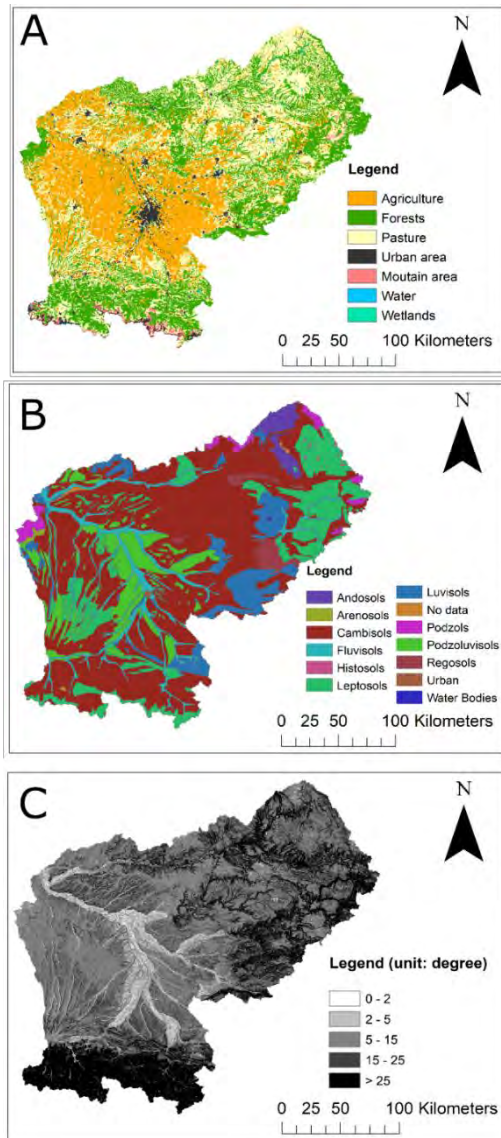 A
N
Legend
Agriculture
Forests
Pasture
Urban area
Moutain area
Water
Wetlands
0 25 50 100 Kilometers
B
N
Legend
Andosols
Arenosols
Cambisols
Fluvisols
Histosols
Leptosols
Luvisols
No data
Podzols
Podzoluvisols
Regosols
Urban
Water Bodies
0 25 50 100 Kilometers
C
N
Legend (unit: degree)
0 - 2
2 - 5
5 - 15
15 - 25
> 25
0 25 50 100 Kilometers